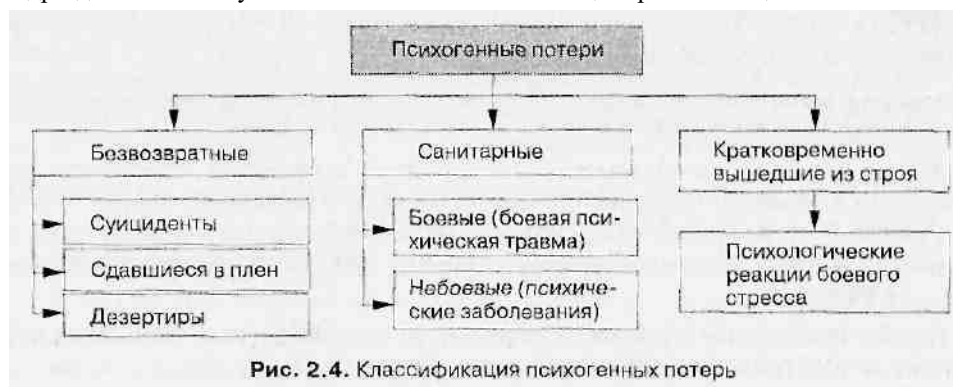 Психогенные потери
Безвозвратные
Суициденты
Сдавшиеся в плен
Дезертиры
Санитарные
Боевые (боевая пси-
хическая травма)
Небоевые (психиче-
ские заболевания)
Кратковременно
вышедшие из строя
Психологические
реакции боевого
стресса
Рис. 2.4. Классификация психогенных потерь